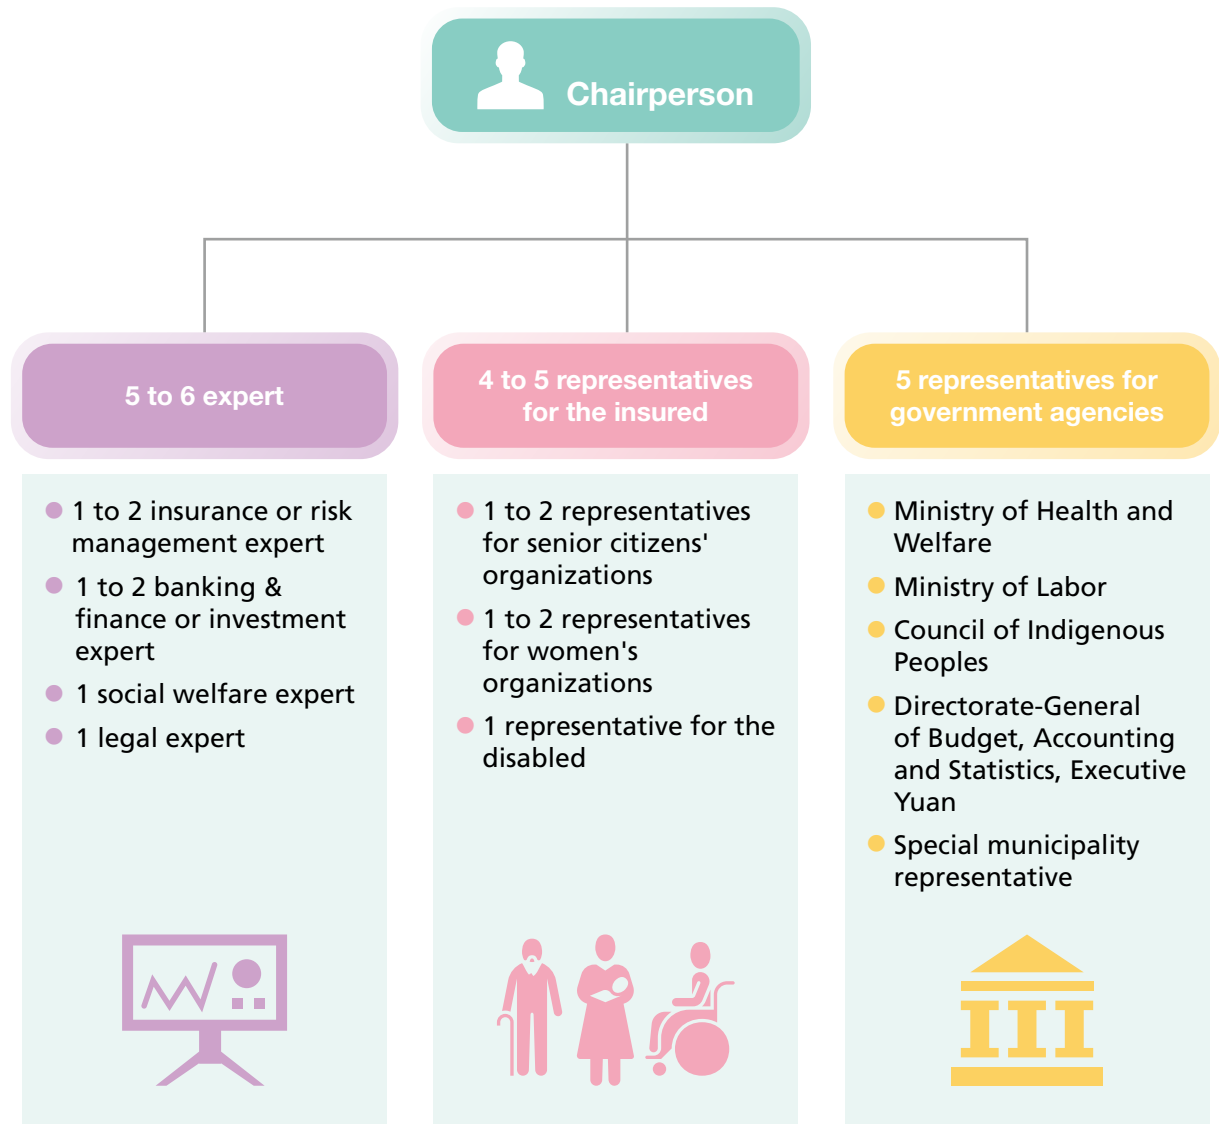 Chairperson
5 to 6 expert
1 to 2 insurance or risk
management expert
1 to 2 banking &
finance or investment
expert
1 social welfare expert
1 legal expert
4 to 5 representatives
for the insured
1 to 2 representatives
for senior citizens'
organizations
1 to 2 representatives
for women's
organizations
1 representative for the
disabled
5 representatives for
government agencies
Ministry of Health and
Welfare
Ministry of Labor
Council of Indigenous
Peoples
Directorate-General
of Budget, Accounting
and Statistics, Executive
Yuan
Special municipality
representative